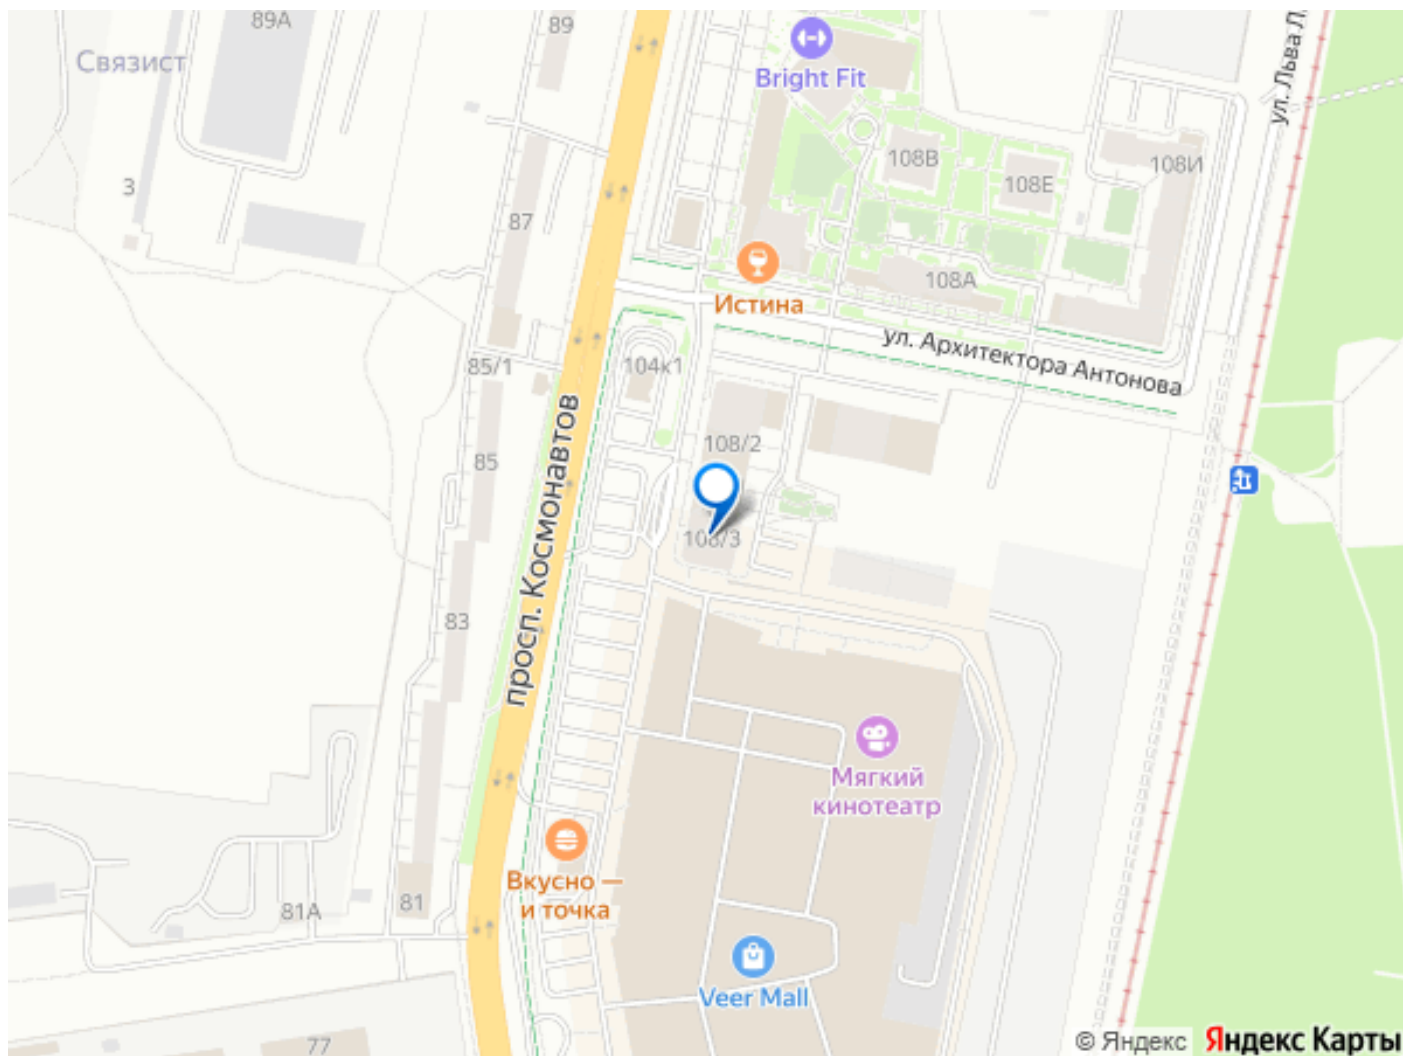 89А
89
Связист
Bright Fit
ул. Льва Л
3
87
108В
108Е
108И
108А
Истина
ул. Архитектора Антонова
85/1
104к1
просп. Космонавтов
108/2
85
108/3
83
Мягкий
кинотеатр
Вкусно —
и точка
81
81А
Veer Mall
77
© Яндекс Яндекс Карты